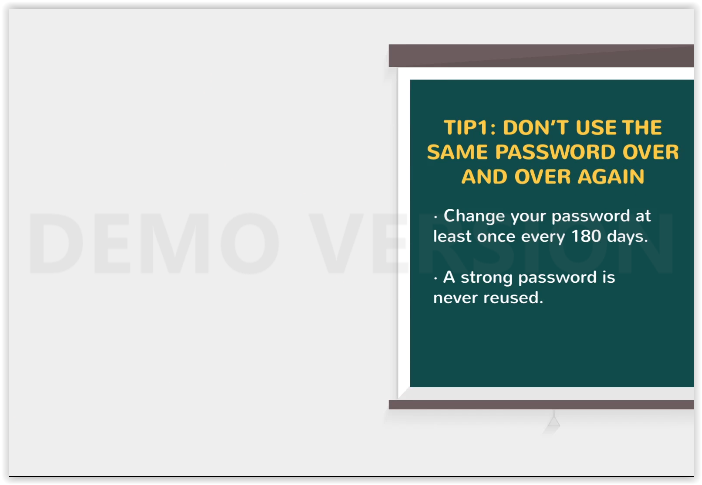 TIP1: DON'T USE THE
SAME PASSWORD OVER
AND OVER AGAIN
· Change your password at
least once every 180 days.
· A strong password is
never reused.
DEMO VERSION